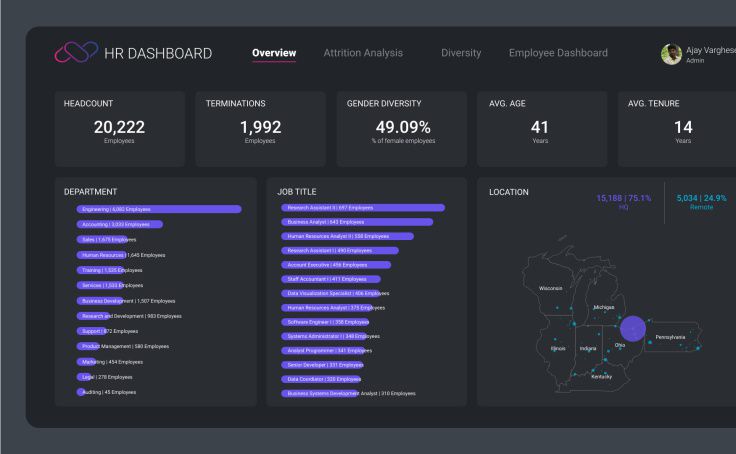 HR DASHBOARD
Overview
Attrition Analysis
Diversity
Employee Dashboard
Ajay Varghese
Admin
HEADCOUNT
20,222
Employees
TERMINATIONS
1,992
Employees
GENDER DIVERSITY
49.09%
% of female employees
AVG. AGE
41
Years
AVG. TENURE
14
Years
DEPARTMENT
Engineering | 6,082 Employees
Accounting | 3,033 Employees
Sales | 1,675 Employees
Human Resources | 1,645 Employees
Training | 1,535 Employees
Services | 1,533 Employees
Business Development | 1,507 Employees
Research and Development | 983 Employees
Support | 872 Employees
Product Management | 580 Employees
Marketing | 454 Employees
Legal | 278 Employees
Auditing | 45 Employees
JOB TITLE
Research Assistant II | 697 Employees
Business Analyst | 643 Employees
Human Resources Analyst II | 558 Employees
Research Assistant I | 490 Employees
Account Executive | 456 Employees
Staff Accountant I | 411 Employees
Data Visualization Specialist | 406 Employees
Human Resources Analyst | 375 Employees
Software Engineer I | 358 Employees
Systems Administrator I | 348 Employees
Analyst Programmer | 341 Employees
Senior Developer | 331 Employees
Data Coordiator | 320 Employees
Business Systems Development Analyst | 310 Employees
LOCATION
15,188 | 75.1%
HQ
5,034 | 24.9%
Remote
Wisconsin
Michigan
Illinois
Indigna
Ohio
Pennsylvania
Kentucky